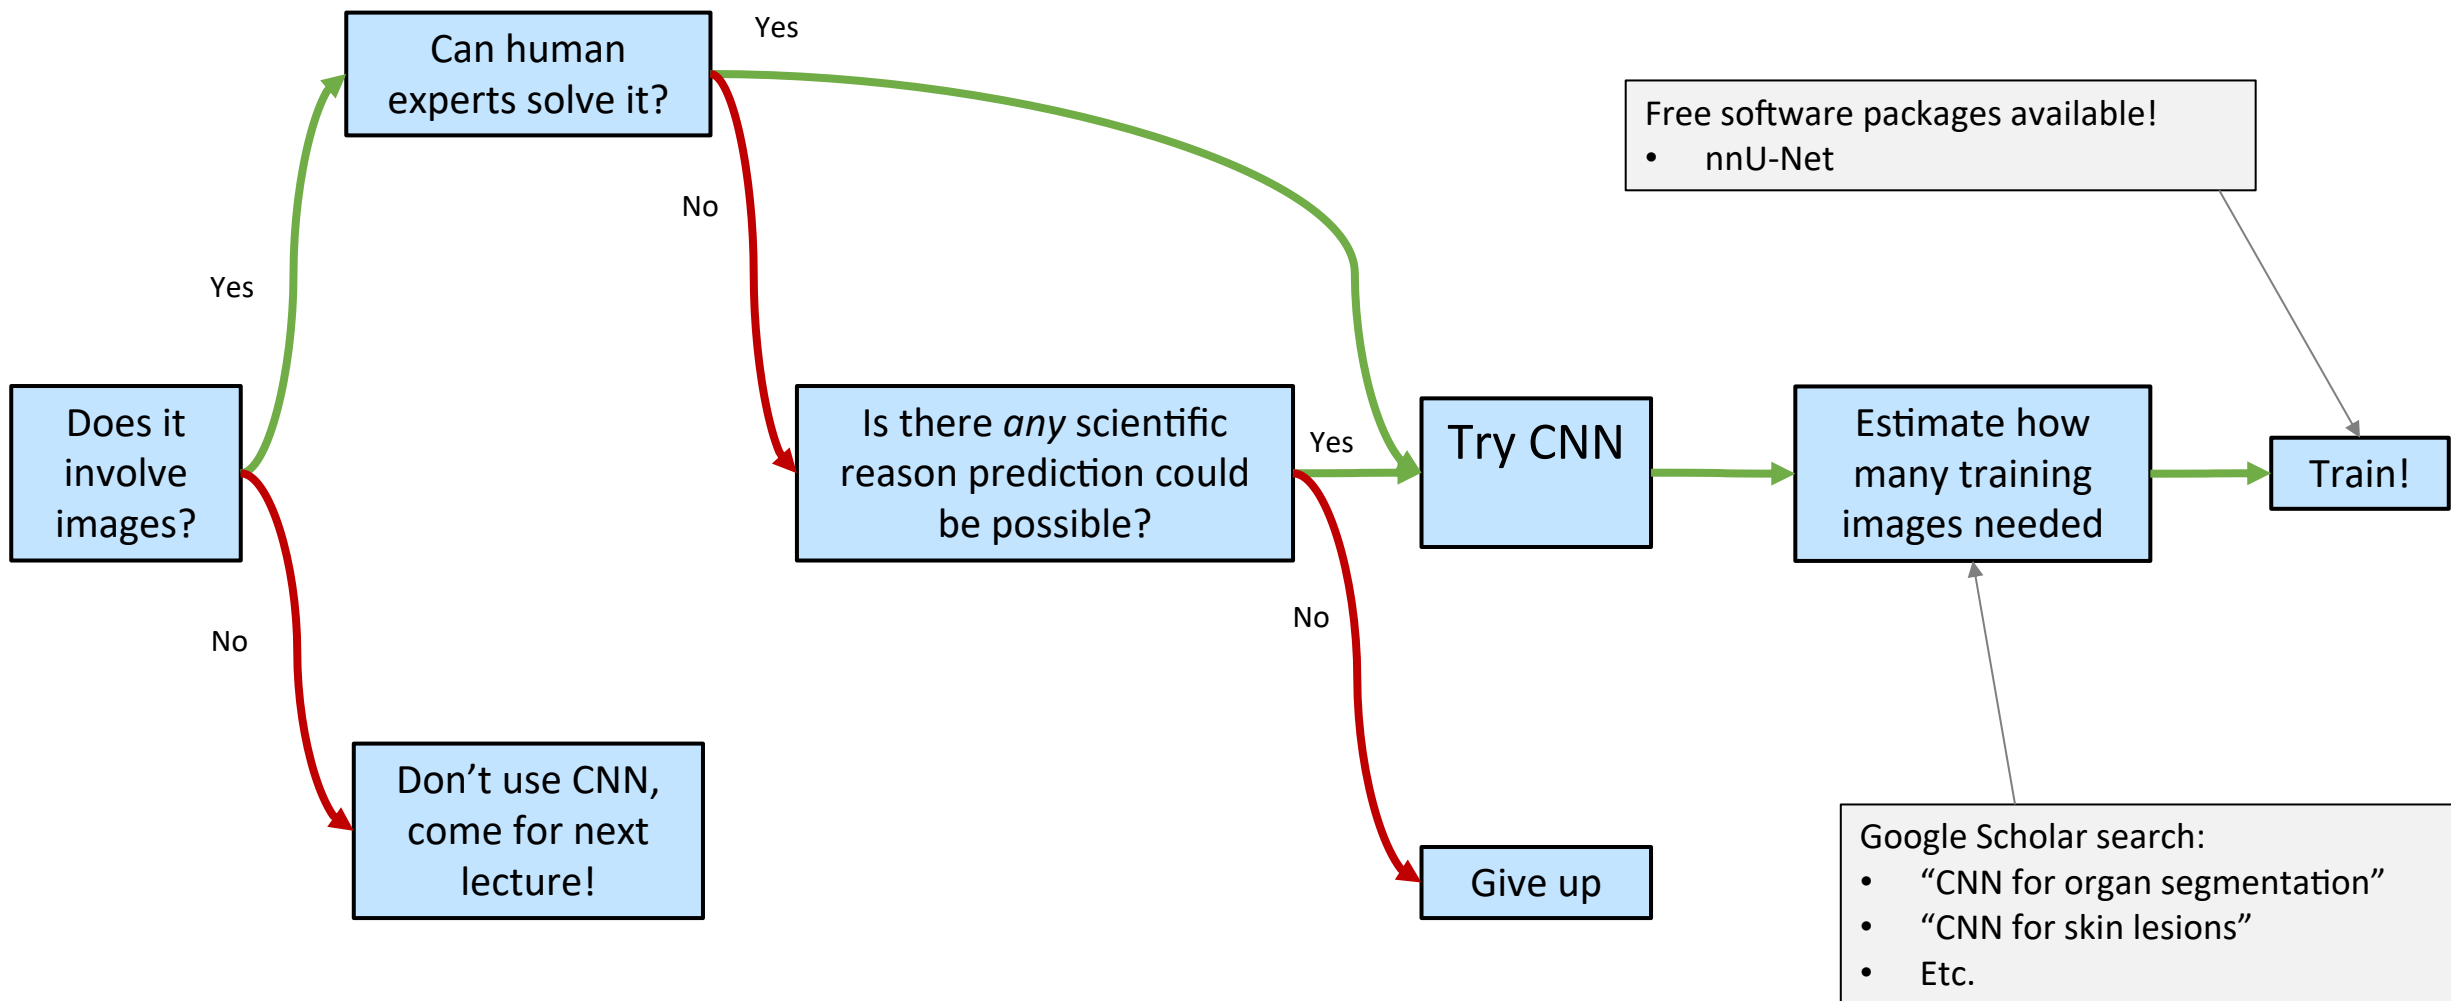 Can human
experts solve it?
Yes
Free software packages available!
• nnU-Net
No
Yes
Does it
involve
images?
Is there any scientific
reason prediction could
be possible?
Yes
Try CNN
Estimate how
many training
images needed
Train!
No
No
Don’t use CNN,
come for next
lecture!
Give up
Google Scholar search:
• “CNN for organ segmentation”
• “CNN for skin lesions”
• Etc.